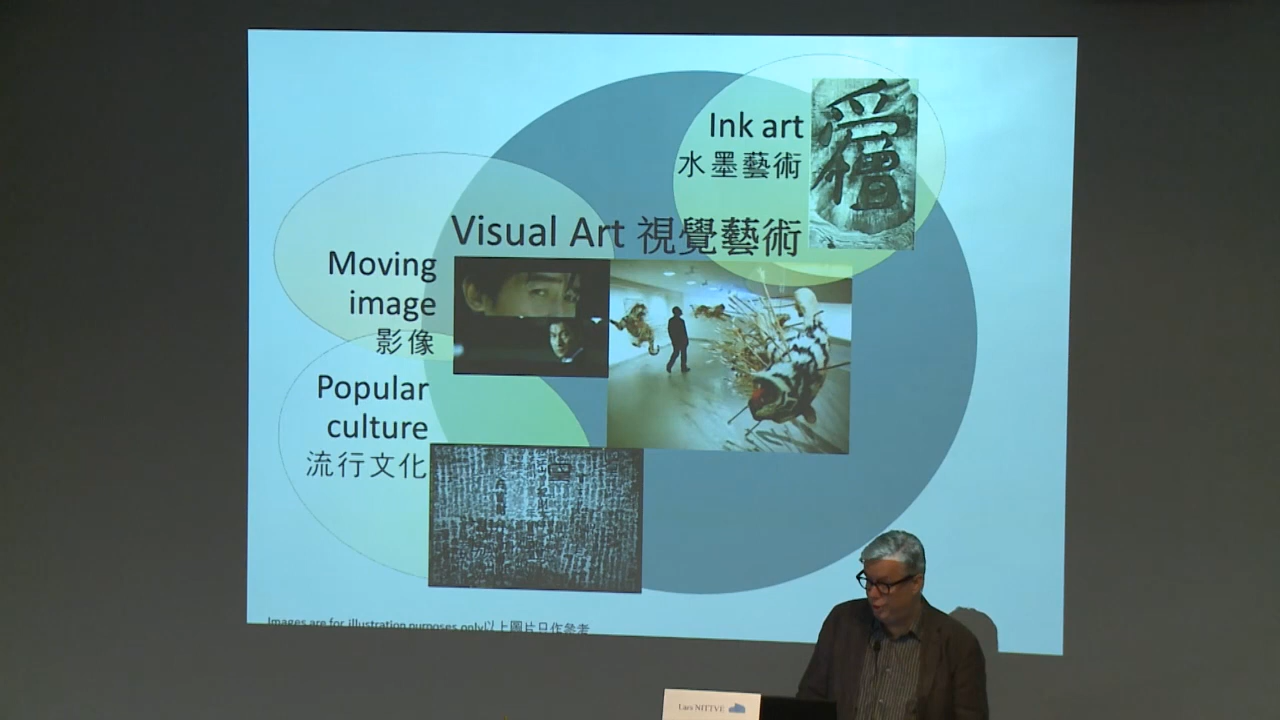 Ink art
水墨藝術
Visual Art 視覺藝術
Moving
image
影像
Popular
culture
流行文化
Images are for illustration purposes only以上圖片只作參考
Lars NITTVE